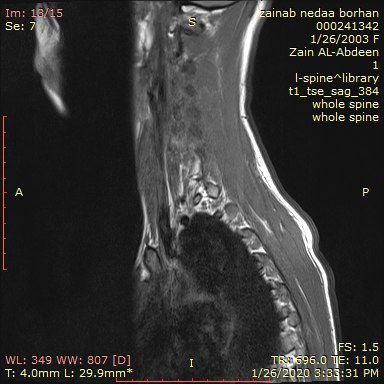 Im: 13/15
Se: 7
S
zainab nedaa borhan
000241342
1/26/2003 F
Zain AL-Abdeen
1
l-spine^library
t1_tse_sag_384
whole spine
whole spine
A
P
WL: 349 WW: 807 [D]
T: 4.0mm L: 29.9mm*
I
FS: 1.5
TR: 696.0 TE: 11.0
1/26/2020 3:33:31 PM